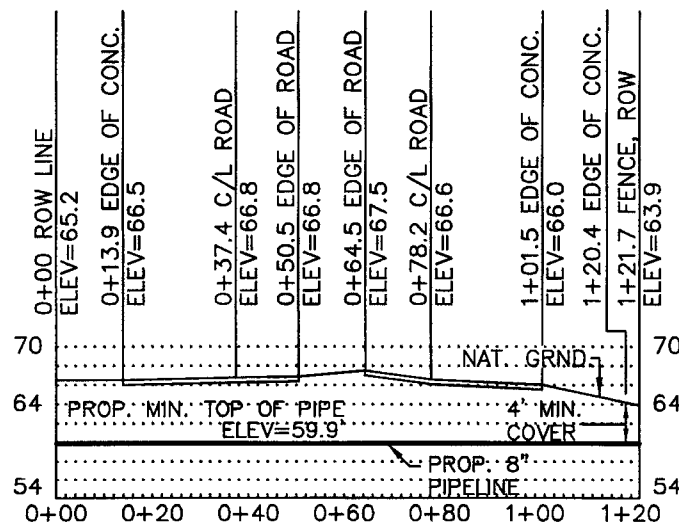 0+00 ROW LINE
ELEV=65.2
0+13.9 EDGE OF CONC.
ELEV=66.5
0+37.4 C/L ROAD
ELEV=66.8
0+50.5 EDGE OF ROAD
ELEV=66.8
0+64.5 EDGE OF ROAD
ELEV=67.5
0+78.2 C/L ROAD
ELEV=66.6
1+01.5 EDGE OF CONC.
ELEV=66.0
1+20.4 EDGE OF CONC.
1+21.7 FENCE, ROW
ELEV=63.9
70
70
NAT. GRND.
64
64
PROP. MIN. TOP OF PIPE
ELEV=59.9'
4' MIN.
COVER
PROP. 8"
PIPELINE
54
54
0+00 0+20 0+40 0+60 0+80 1+00 1+20